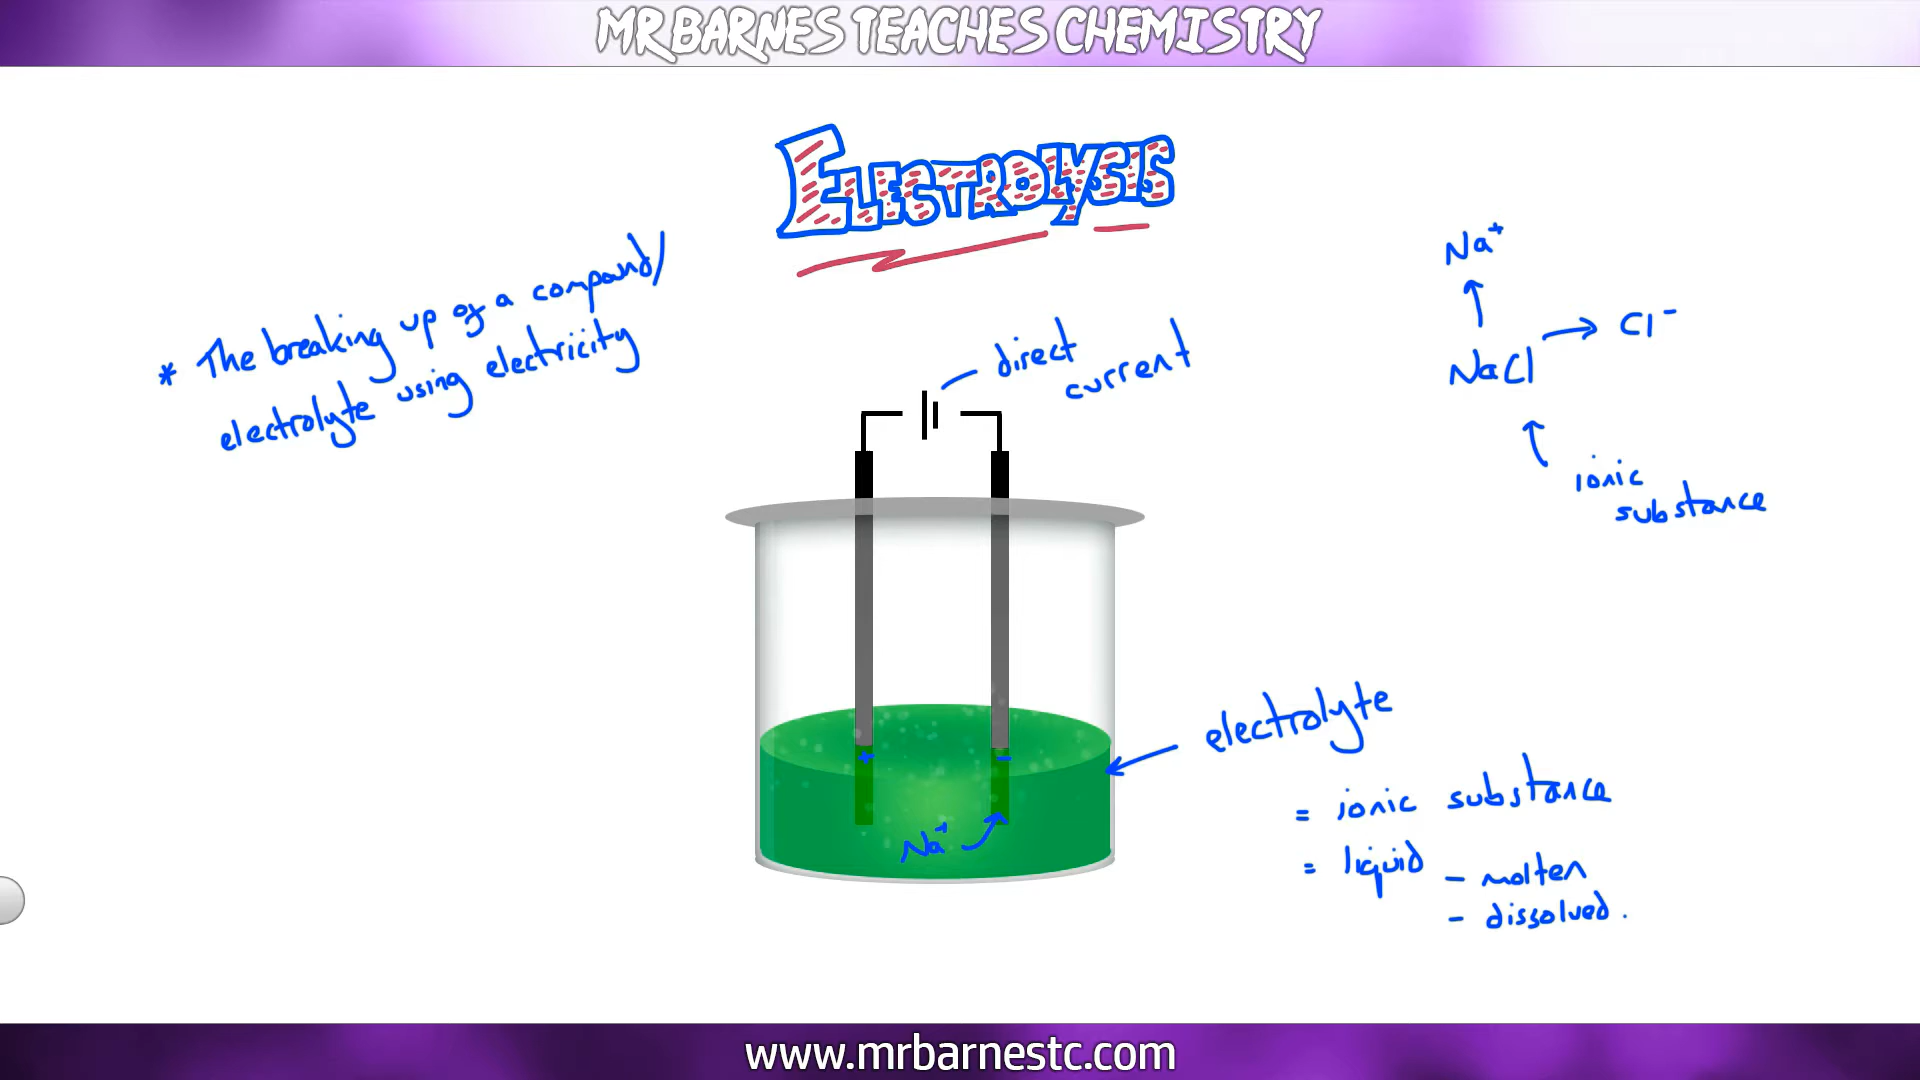 MR BARNES TEACHES CHEMISTRY
ELECTROLYSIS
* The breaking up of a compound/
electrolyte using electricity
direct
current
Na⁺
Cl⁻
NaCl
ionic
substance
+
−
Na⁺
electrolyte
= ionic substance
= liquid - molten
- dissolved.
www.mrbarnestc.com